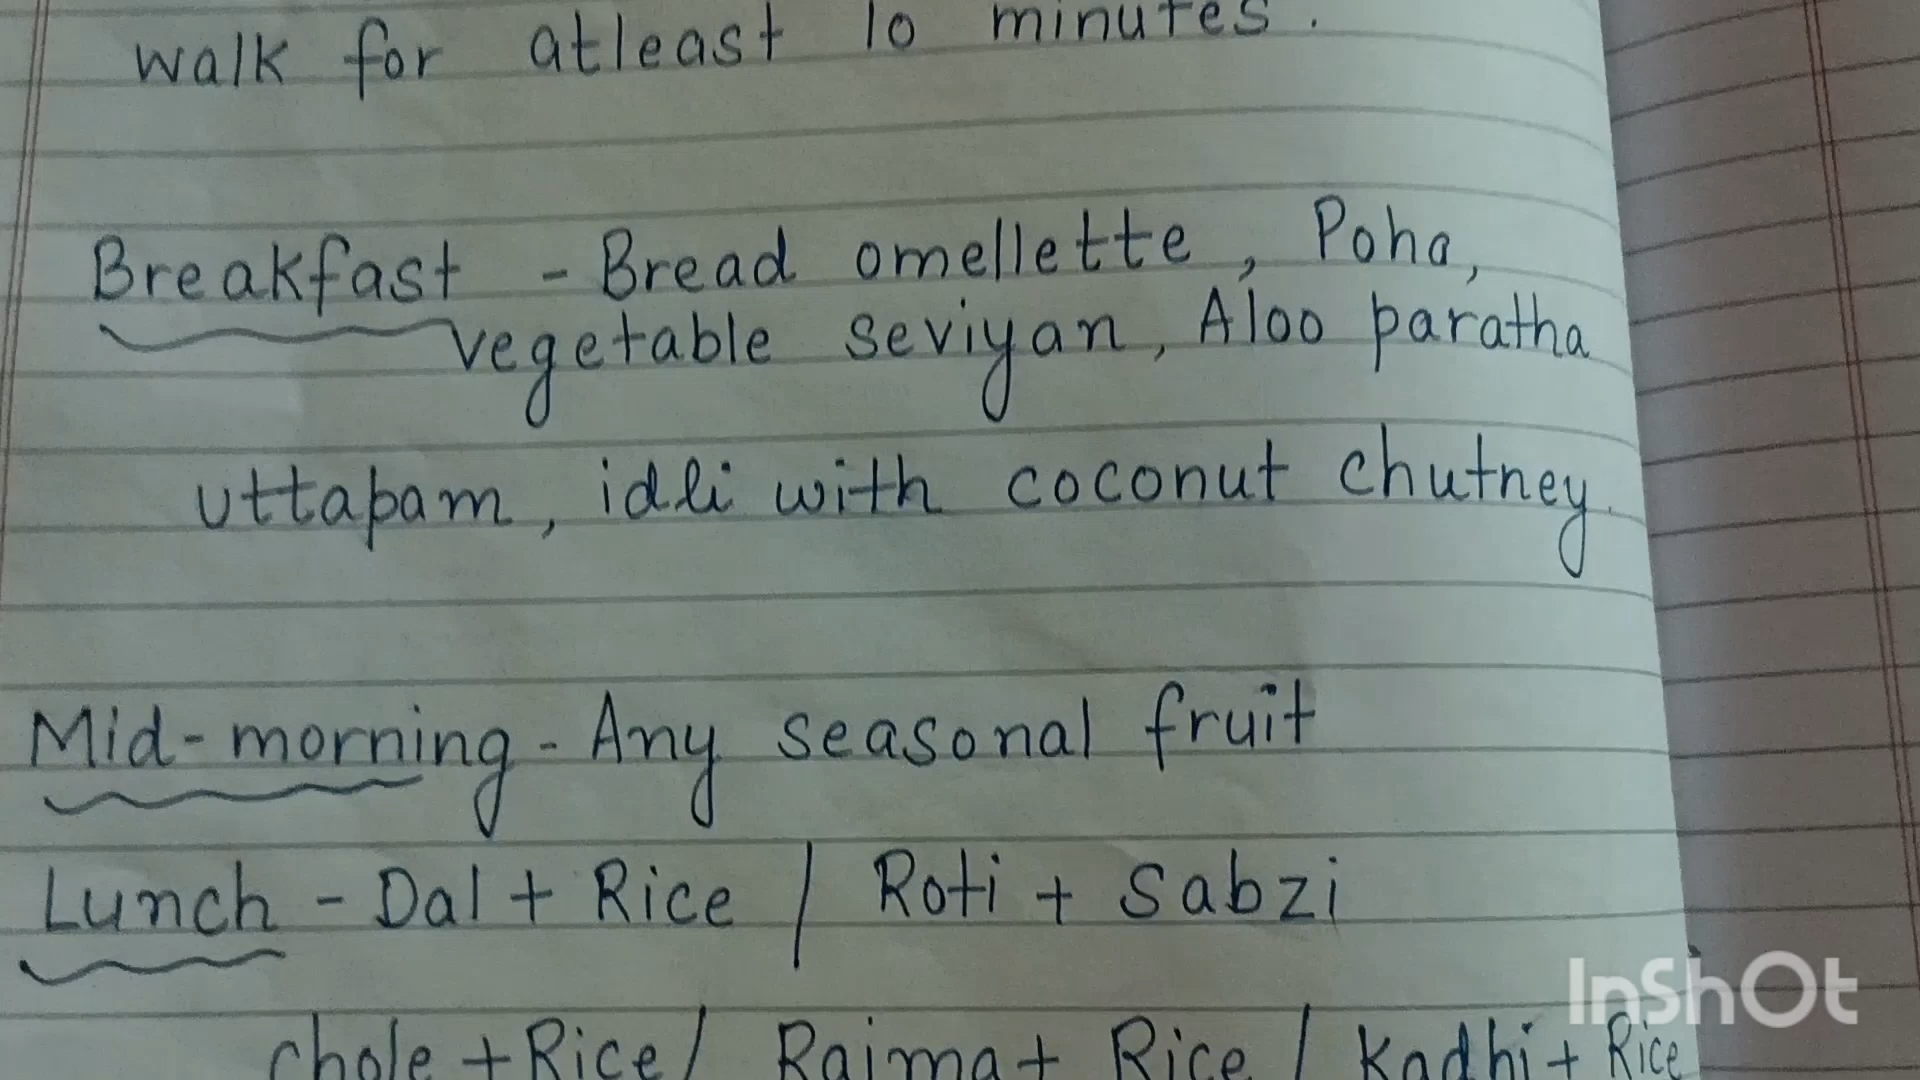 walk for atleast 10 minutes.
Breakfast - Bread omellette, Poha,
vegetable seviyan, Aloo paratha
uttapam, idli with coconut chutney.
Mid-morning - Any seasonal fruit
Lunch - Dal + Rice / Roti + Sabzi
chole + Rice / Rajma + Rice / Kadhi + Rice
InShOt